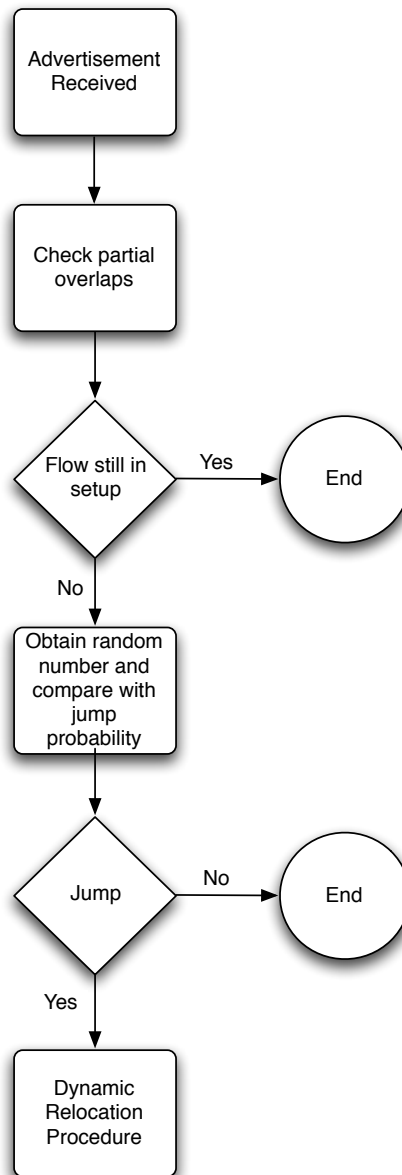 Advertisement
Received
Check partial
overlaps
Flow still in
setup
Yes
End
No
Obtain random
number and
compare with
jump
probability
Jump
No
End
Yes
Dynamic
Relocation
Procedure